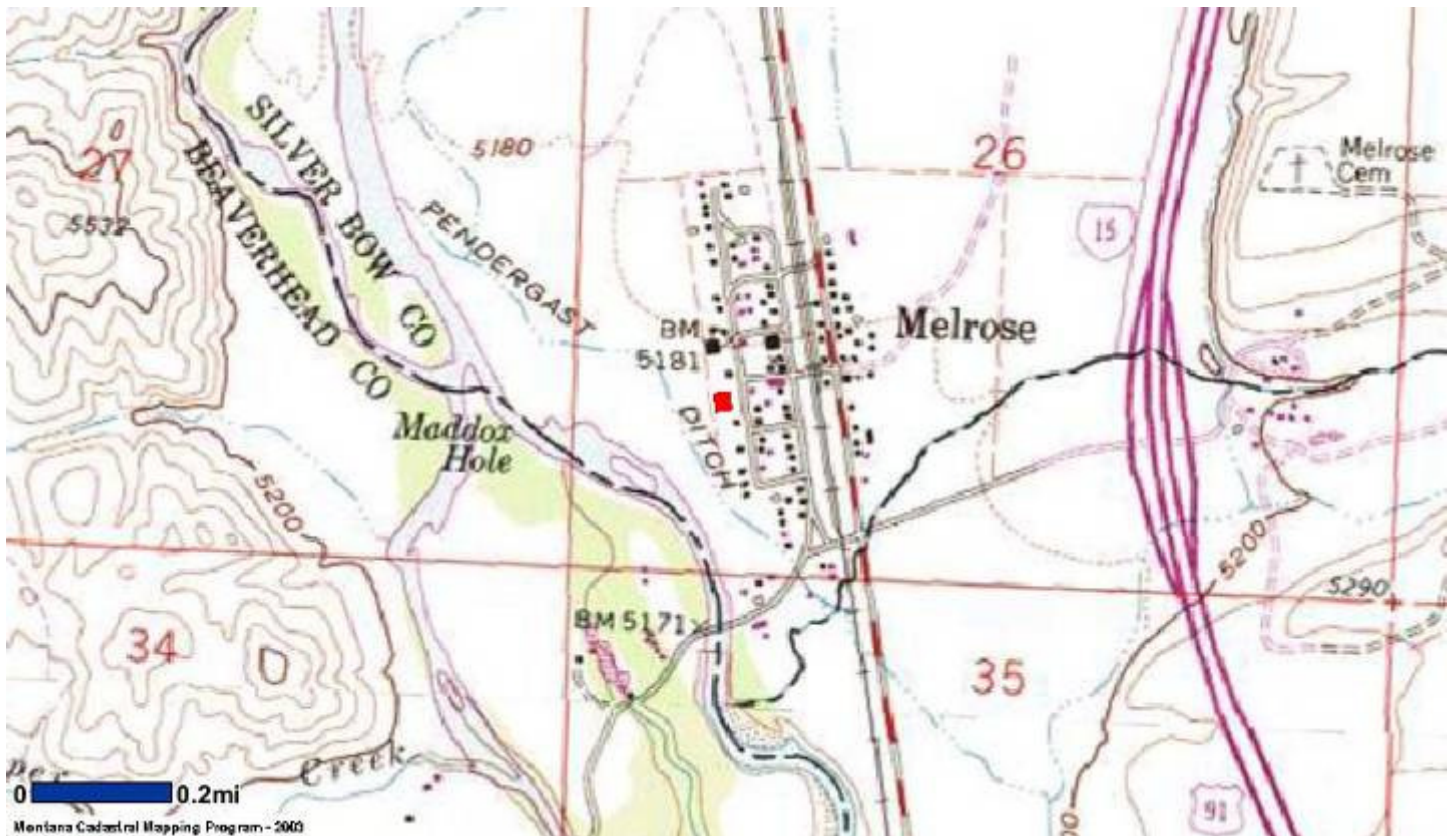 SILVER BOW CO
BEAVERHEAD CO
27
5532
5180
PENDERGAST
DITCH
26
Melrose
Cem
15
BM
5181
Melrose
Maddox
Hole
5200
5200
5290
BM 5171
34
35
Creek
91
0 0.2mi
Montana Cadastral Mapping Program - 2003